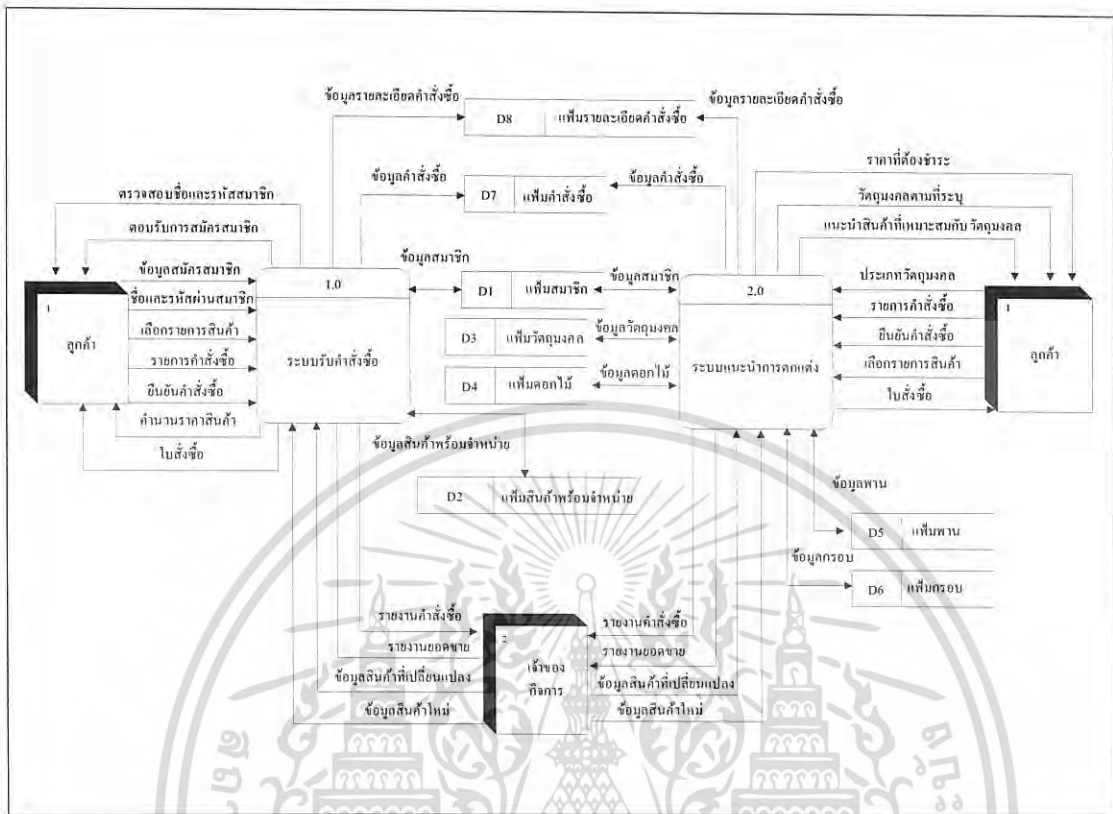 ข้อมูลรายละเอียดคำสั่งซื้อ
ข้อมูลรายละเอียดคำสั่งซื้อ
D8 แฟ้มรายละเอียดคำสั่งซื้อ
ราคาที่ต้องชำระ
ข้อมูลคำสั่งซื้อ
ข้อมูลคำสั่งซื้อ
ตรวจสอบชื่อและรหัสสมาชิก
D7 แฟ้มคำสั่งซื้อ
วัตถุมงคลตามที่ระบุ
ตอบรับการสมัครสมาชิก
แนะนำสินค้าที่เหมาะสมกับ วัตถุมงคล
ข้อมูลสมาชิก
ข้อมูลสมัครสมาชิก
1.0
D1 แฟ้มสมาชิก
ข้อมูลสมาชิก
2.0
ประเภทวัตถุมงคล
ชื่อและรหัสผ่านสมาชิก
รายการคำสั่งซื้อ
1
ลูกค้า
1
ลูกค้า
เลือกรายการสินค้า
ระบบรับคำสั่งซื้อ
D3 แฟ้มวัตถุมงคล
ข้อมูลวัตถุมงคล
ระบบแนะนำการตกแต่ง
ยืนยันคำสั่งซื้อ
รายการคำสั่งซื้อ
D4 แฟ้มดอกไม้
ข้อมูลดอกไม้
เลือกรายการสินค้า
ยืนยันคำสั่งซื้อ
ใบสั่งซื้อ
คำนวนราคาสินค้า
ใบสั่งซื้อ
ข้อมูลสินค้าพร้อมจำหน่าย
D2 แฟ้มสินค้าพร้อมจำหน่าย
ข้อมูลพาน
D5 แฟ้มพาน
ข้อมูลกรอบ
D6 แฟ้มกรอบ
รายงานคำสั่งซื้อ
รายงานยอดขาย
ข้อมูลสินค้าที่เปลี่ยนแปลง
ข้อมูลสินค้าใหม่
2
เจ้าของ
กิจการ
รายงานคำสั่งซื้อ
รายงานยอดขาย
ข้อมูลสินค้าที่เปลี่ยนแปลง
ข้อมูลสินค้าใหม่